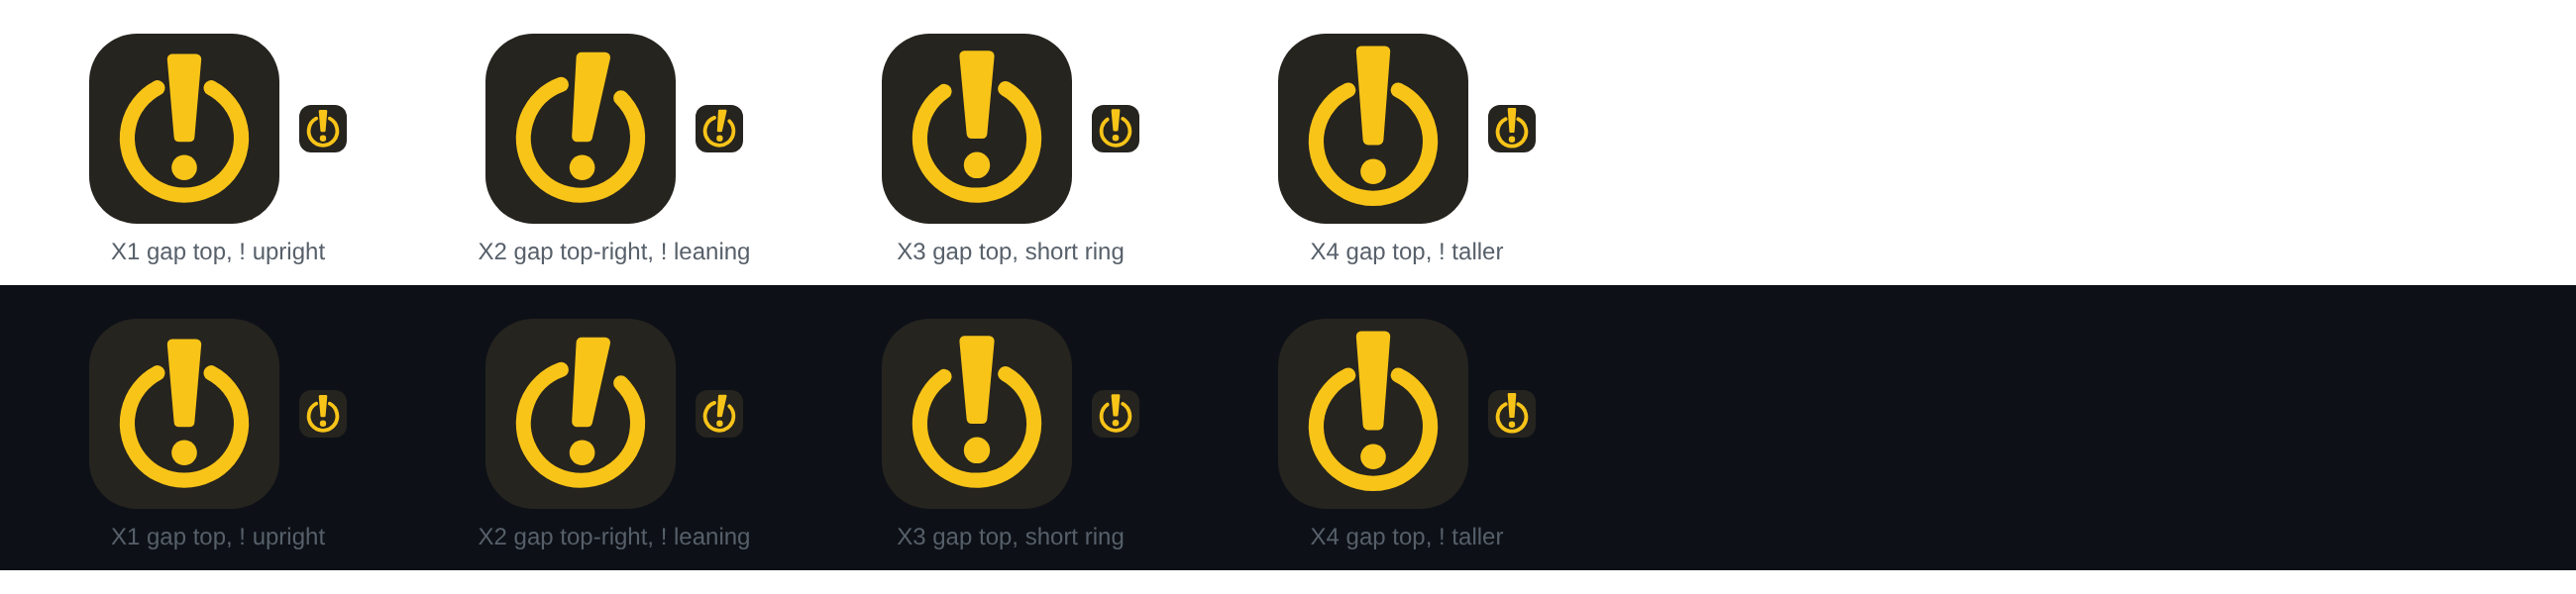 X1 gap top, ! upright
X2 gap top-right, ! leaning
X3 gap top, short ring
X4 gap top, ! taller
X1 gap top, ! upright
X2 gap top-right, ! leaning
X3 gap top, short ring
X4 gap top, ! taller